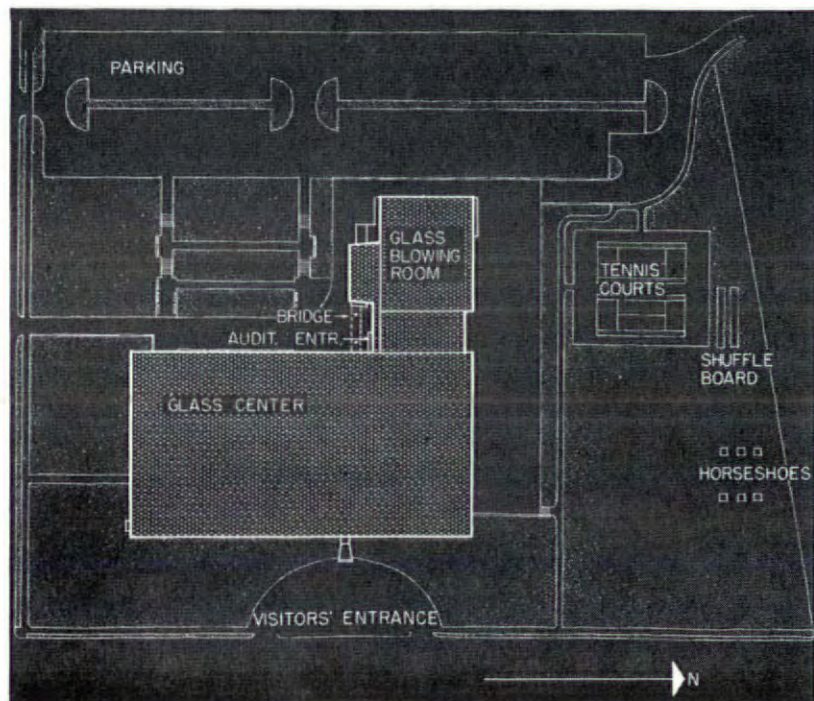 PARKING
GLASS
BLOWING
ROOM
TENNIS
COURTS
BRIDGE
AUDIT. ENTR.
SHUFFLE
BOARD
GLASS CENTER
HORSESHOES
VISITORS' ENTRANCE
N